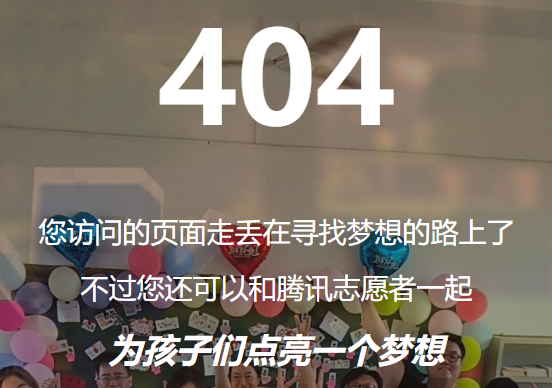 404
您访问的页面走丢在寻找梦想的路上了
不过您还可以和腾讯志愿者一起
为孩子们点亮一个梦想